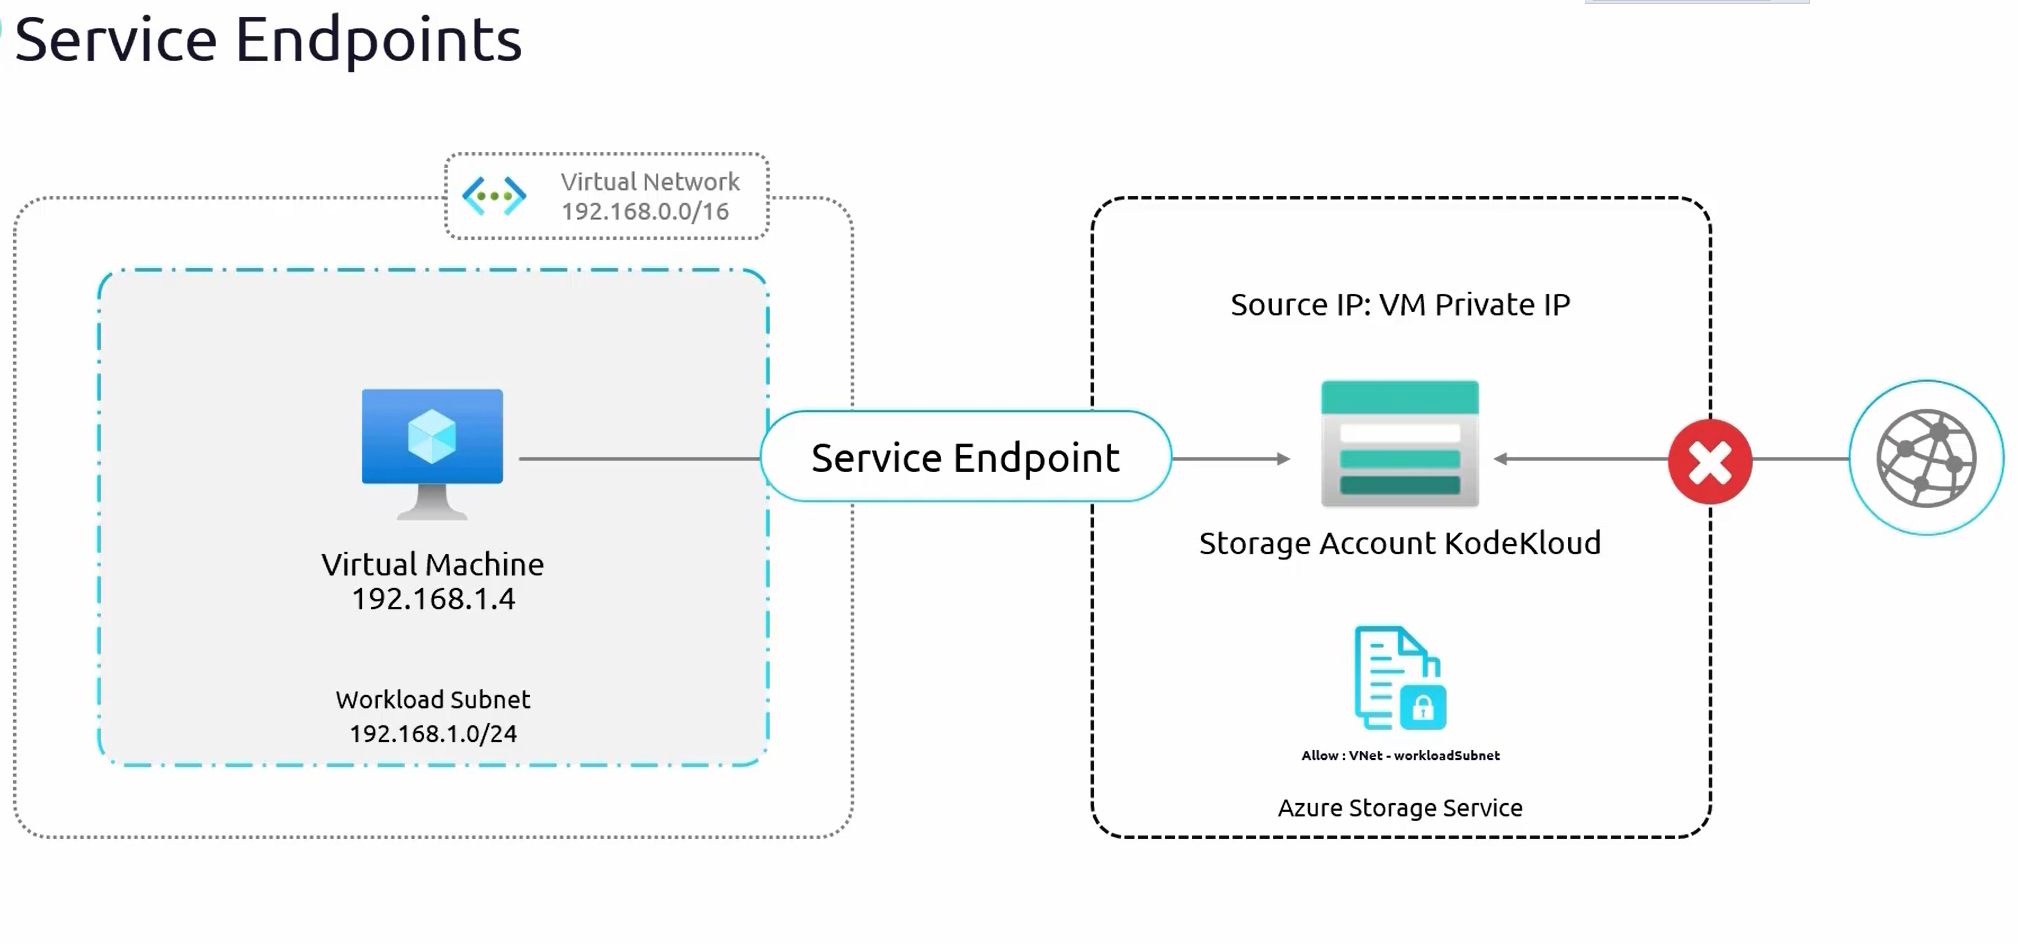 Service Endpoints
Virtual Network
192.168.0.0/16
Source IP: VM Private IP
Service Endpoint
Storage Account KodeKloud
Virtual Machine
192.168.1.4
Workload Subnet
192.168.1.0/24
Allow : VNet - workloadSubnet
Azure Storage Service